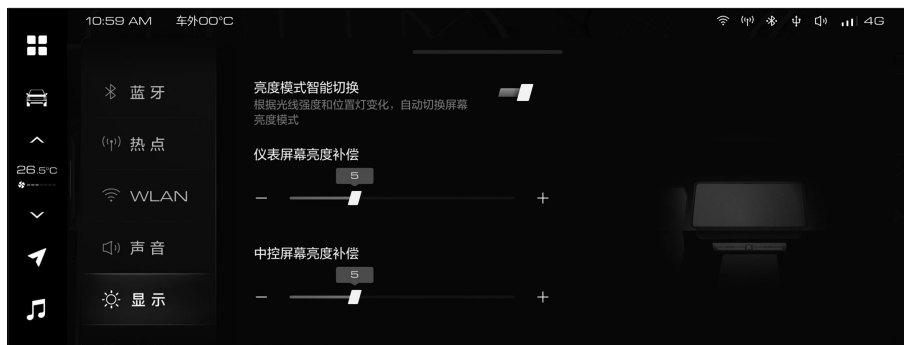 10:59 AM 车外00°C 4G
蓝牙
热点
WLAN
声音
显示
26.5°C
亮度模式智能切换
根据光线强度和位置灯变化，自动切换屏幕
亮度模式
仪表屏幕亮度补偿
5
− +
中控屏幕亮度补偿
5
− +